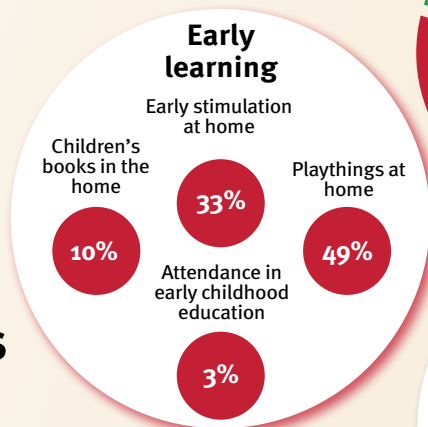 Early
learning
Early stimulation
at home
33%
Children's
books in the
home
10%
Playthings at
home
49%
Attendance in
early childhood
education
3%
s